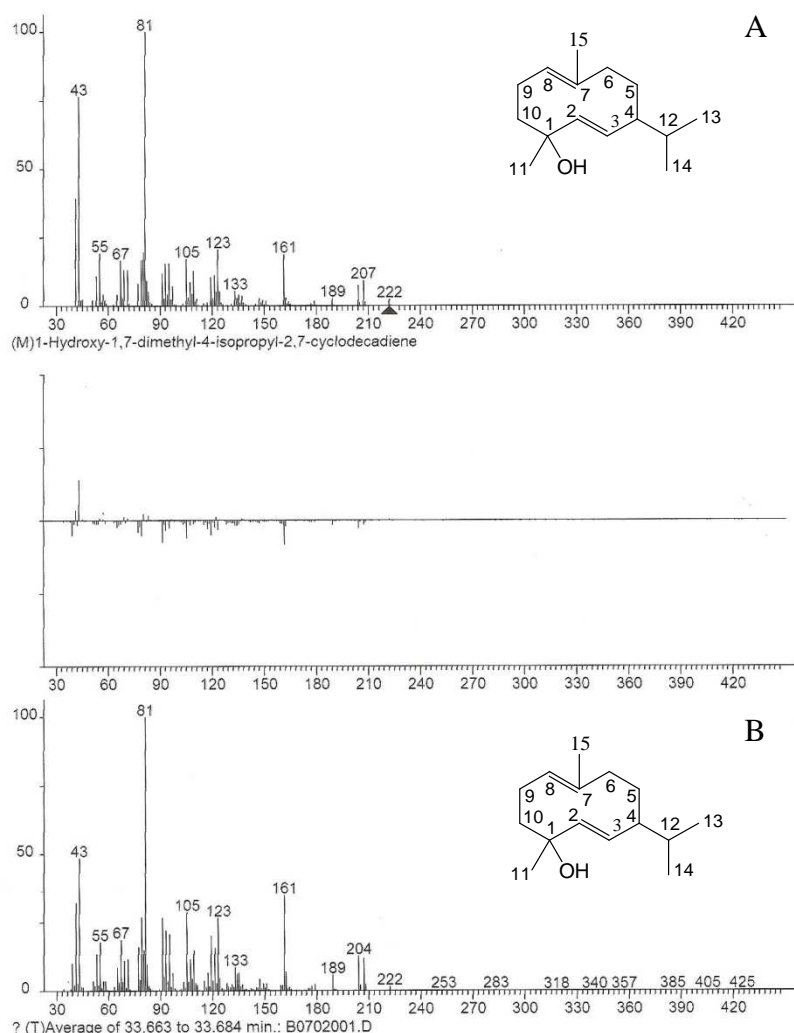 A
100
81
43
50
55
67
105
123
133
161
189
207
222
0
30 60 90 120 150 180 210 240 270 300 330 360 390 420
(M)1-Hydroxy-1,7-dimethyl-4-isopropyl-2,7-cyclodecadiene
15
9 8 7 6 5
10 2 4 12 13
1 3
11 OH 14
30 60 90 120 150 180 210 240 270 300 330 360 390 420
B
100
81
50
43
55
67
105
123
133
161
189
204
222 253 283 318 340 357 385 405 425
0
30 60 90 120 150 180 210 240 270 300 330 360 390 420
? (T)Average of 33.663 to 33.684 min.: B0702001.D
15
9 8 7 6 5
10 2 4 12 13
1 3
11 OH 14